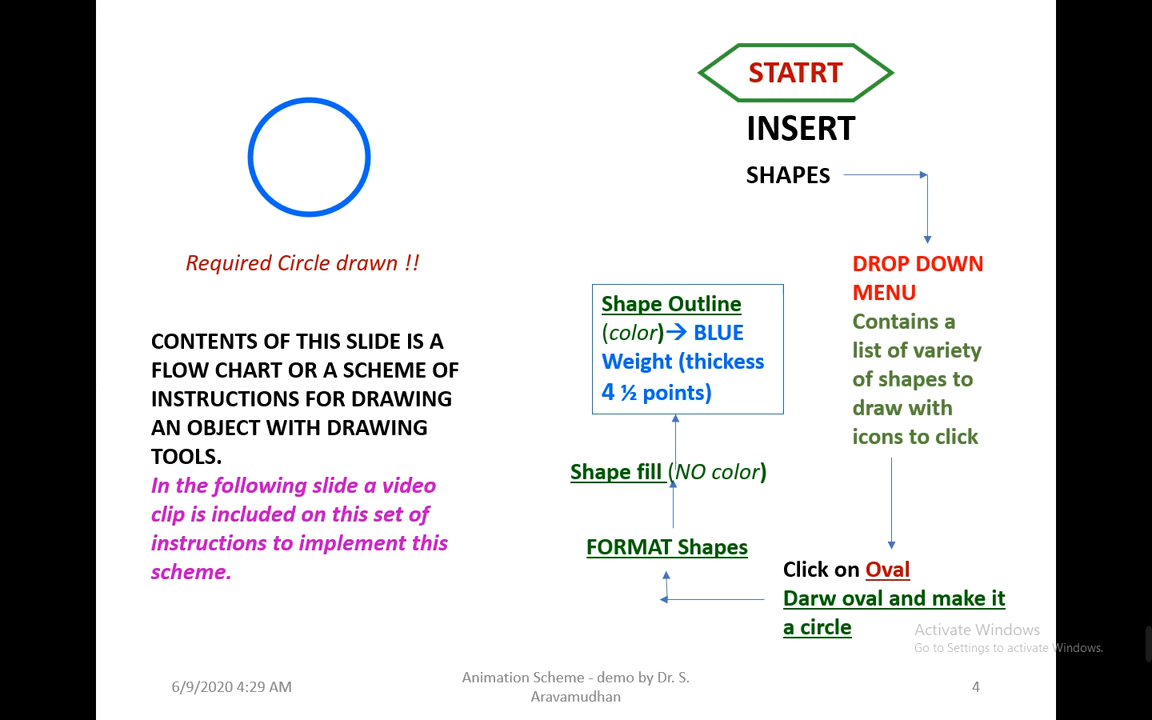 STATRT
INSERT
SHAPEs
DROP DOWN
MENU
Contains a
list of variety
of shapes to
draw with
icons to click
Click on Oval
Darw oval and make it
a circle
FORMAT Shapes
Shape fill (NO color)
Shape Outline
(color)→ BLUE
Weight (thickess
4 ½ points)
Required Circle drawn !!
CONTENTS OF THIS SLIDE IS A
FLOW CHART OR A SCHEME OF
INSTRUCTIONS FOR DRAWING
AN OBJECT WITH DRAWING
TOOLS.
In the following slide a video
clip is included on this set of
instructions to implement this
scheme.
Activate Windows
Go to Settings to activate Windows.
6/9/2020 4:29 AM
Animation Scheme - demo by Dr. S.
Aravamudhan
4